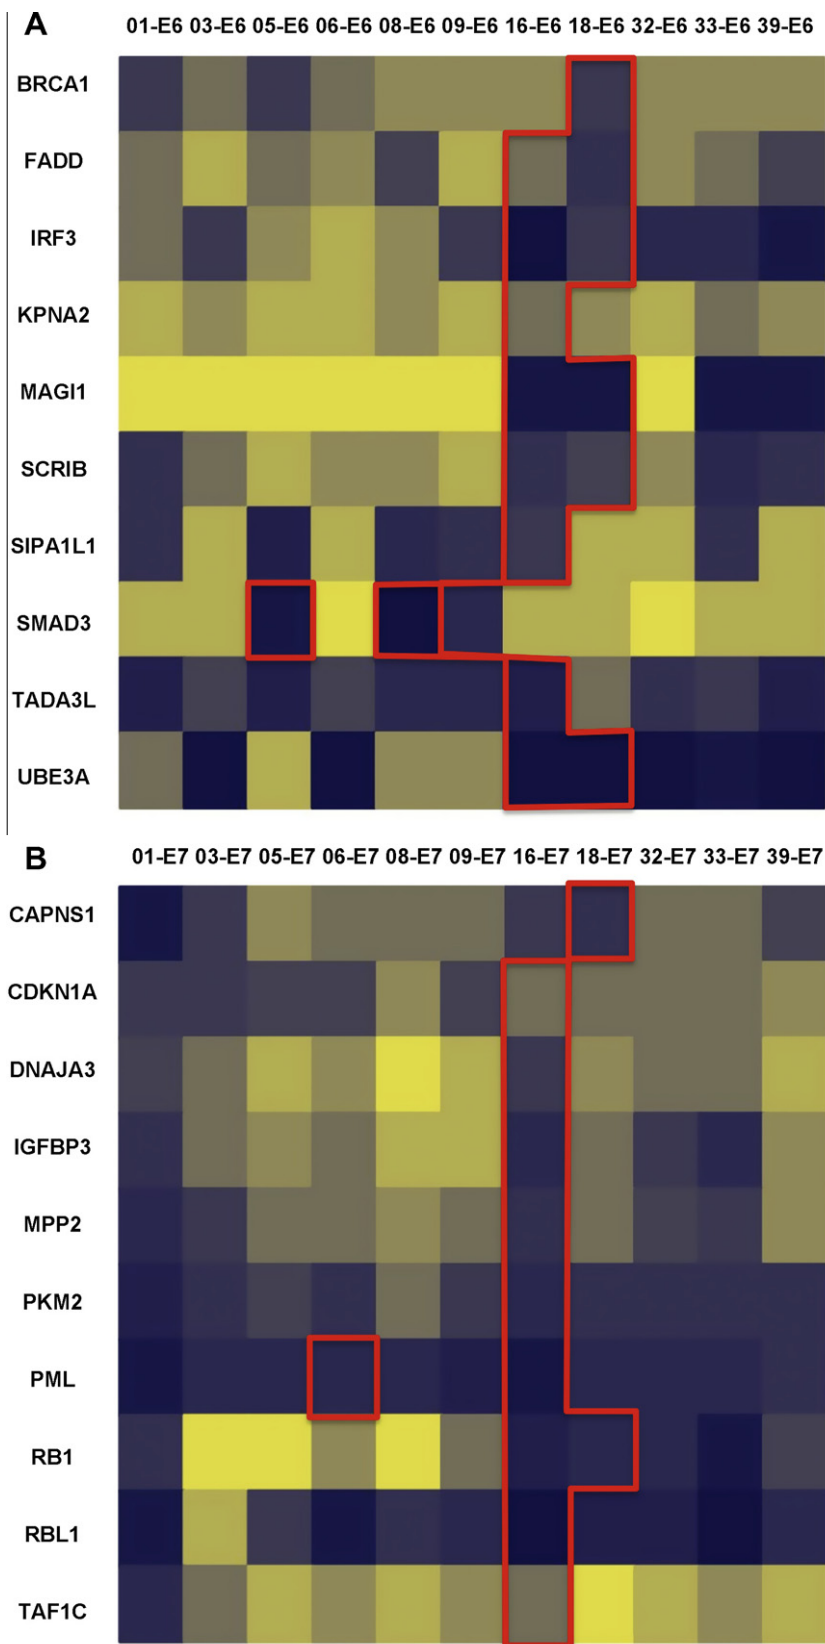 A
01-E6 03-E6 05-E6 06-E6 08-E6 09-E6 16-E6 18-E6 32-E6 33-E6 39-E6
BRCA1
FADD
IRF3
KPNA2
MAGI1
SCRIB
SIPA1L1
SMAD3
TADA3L
UBE3A
B
01-E7 03-E7 05-E7 06-E7 08-E7 09-E7 16-E7 18-E7 32-E7 33-E7 39-E7
CAPNS1
CDKN1A
DNAJA3
IGFBP3
MPP2
PKM2
PML
RB1
RBL1
TAF1C